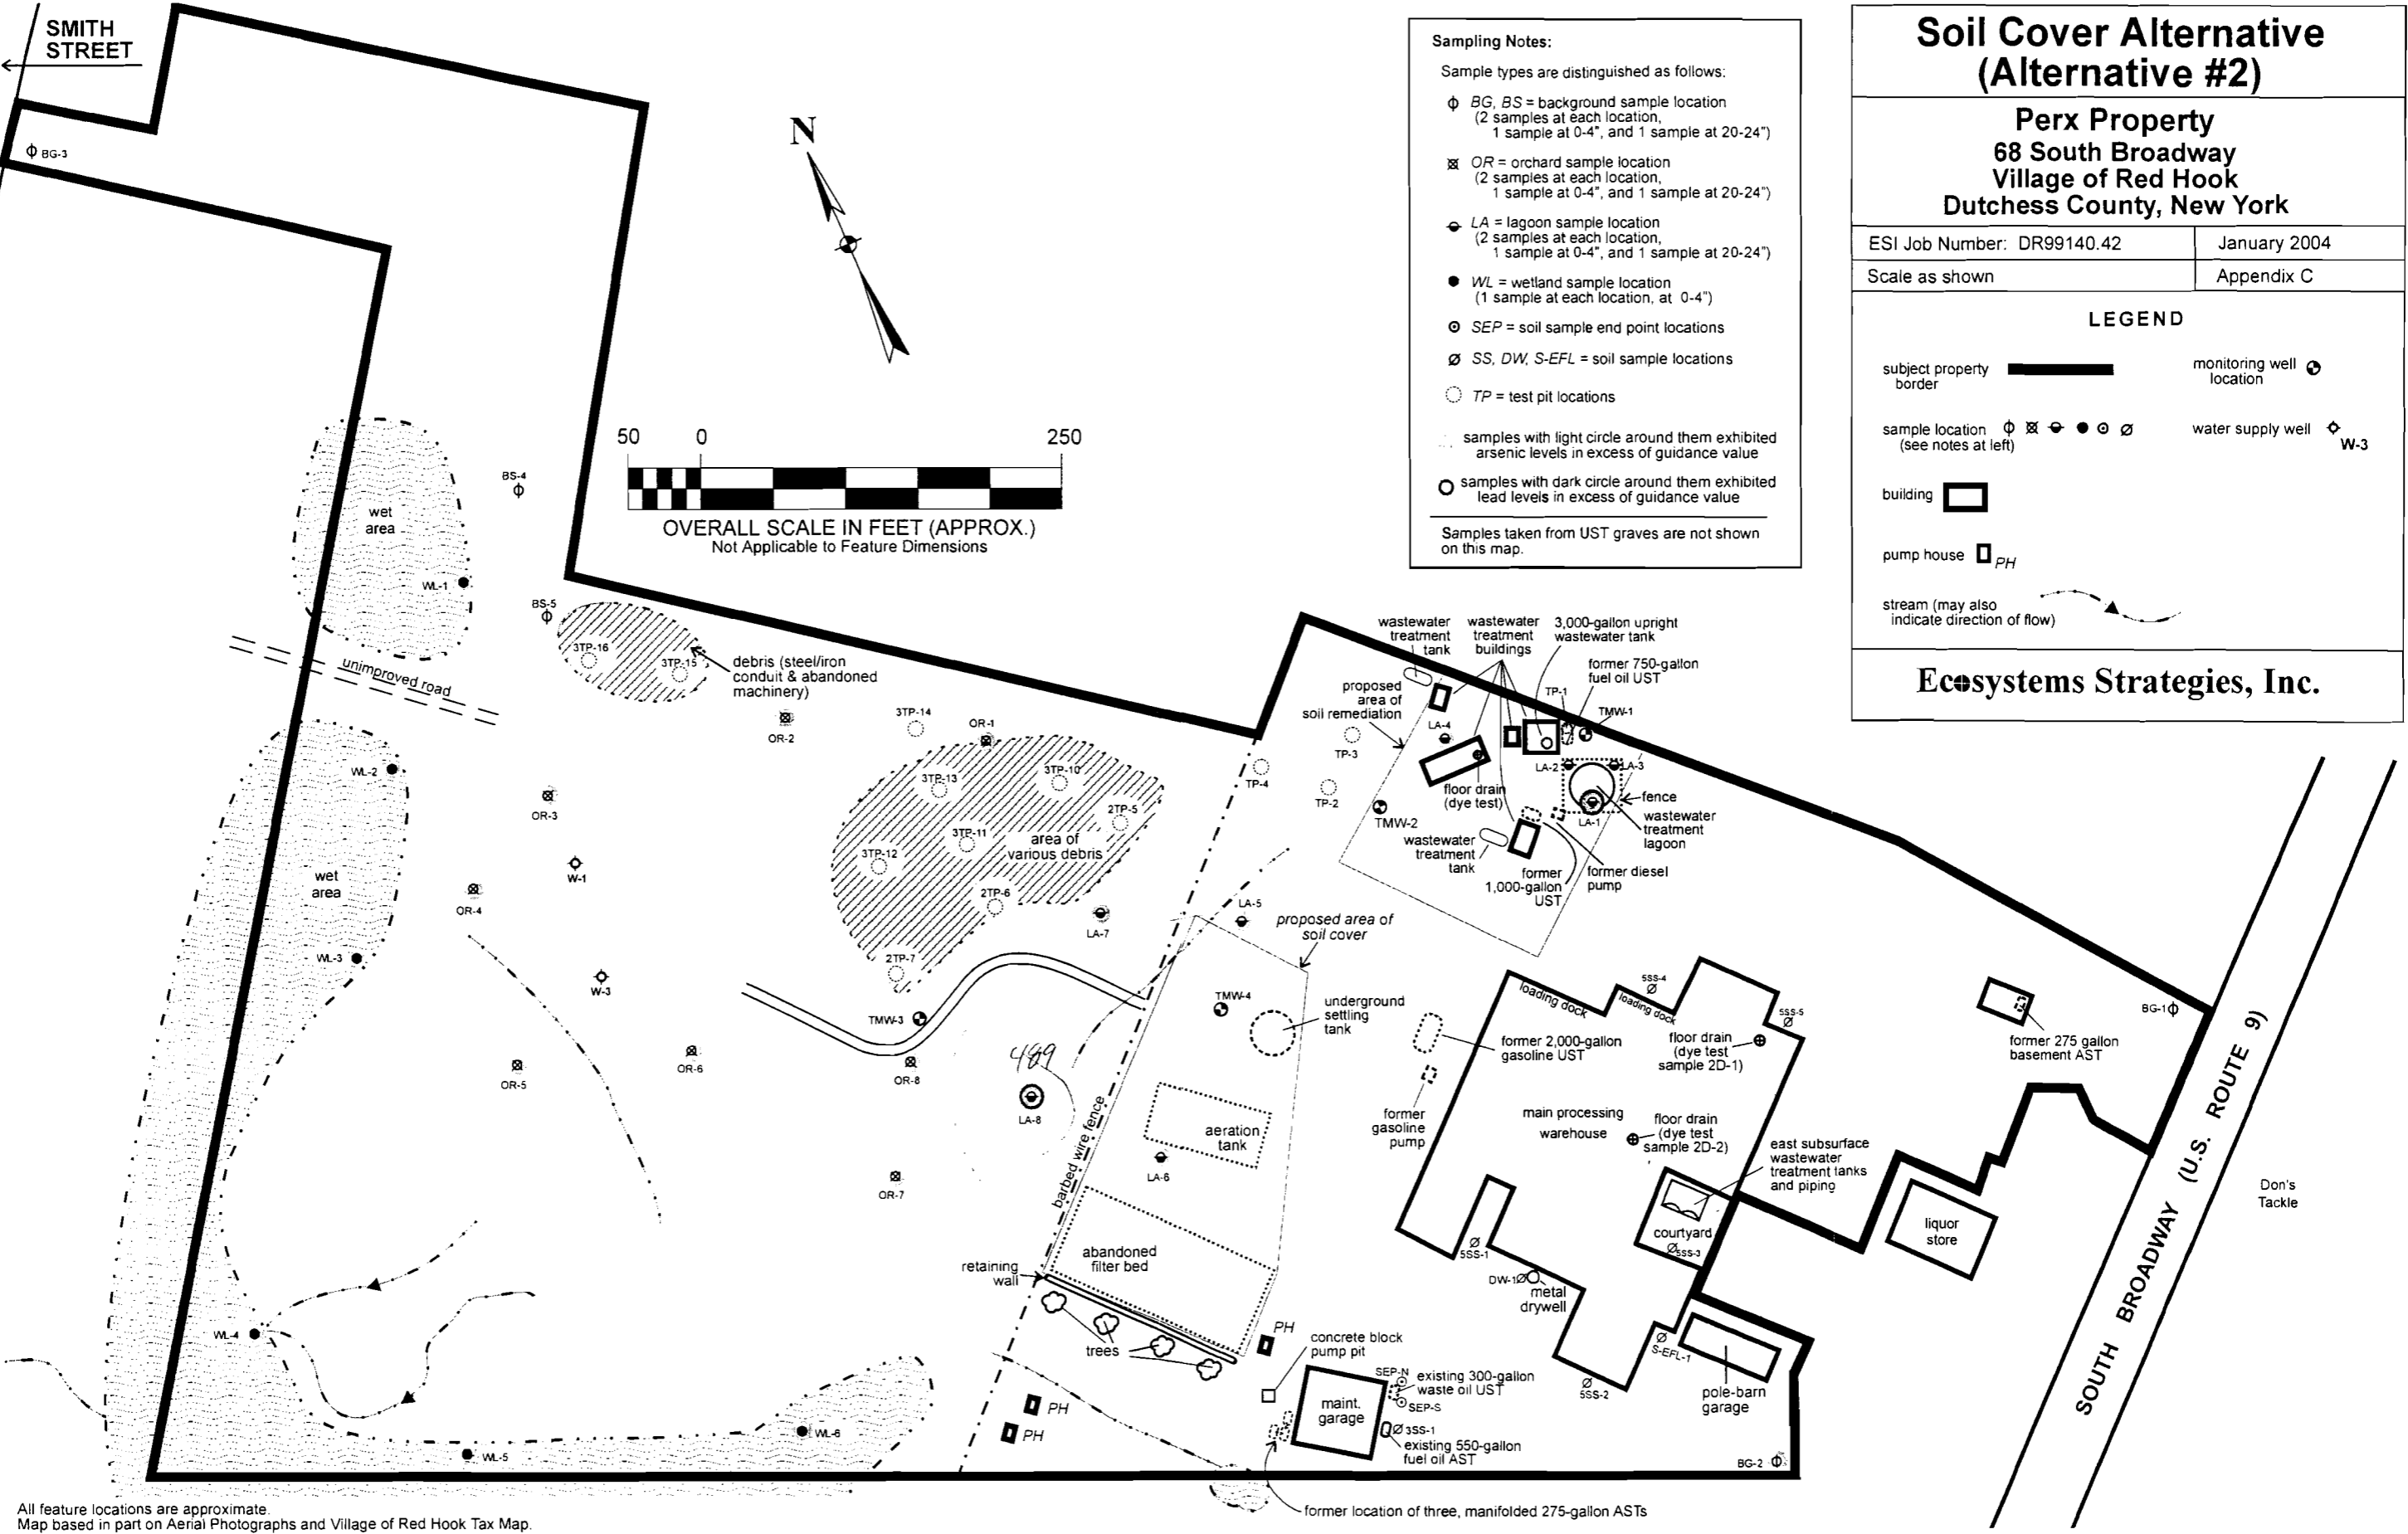 SMITH
STREET
BG-3
N
50 0 250
OVERALL SCALE IN FEET (APPROX.)
Not Applicable to Feature Dimensions
Sampling Notes:
Sample types are distinguished as follows:
BG, BS = background sample location
(2 samples at each location,
1 sample at 0-4", and 1 sample at 20-24")
OR = orchard sample location
(2 samples at each location,
1 sample at 0-4", and 1 sample at 20-24")
LA = lagoon sample location
(2 samples at each location,
1 sample at 0-4", and 1 sample at 20-24")
WL = wetland sample location
(1 sample at each location, at 0-4")
SEP = soil sample end point locations
SS, DW, S-EFL = soil sample locations
TP = test pit locations
samples with light circle around them exhibited
arsenic levels in excess of guidance value
samples with dark circle around them exhibited
lead levels in excess of guidance value
Samples taken from UST graves are not shown
on this map.
Soil Cover Alternative
(Alternative #2)
Perx Property
68 South Broadway
Village of Red Hook
Dutchess County, New York
ESI Job Number: DR99140.42
January 2004
Scale as shown
Appendix C
LEGEND
subject property
border
monitoring well
location
sample location
(see notes at left)
water supply well
W-3
building
pump house
PH
stream (may also
indicate direction of flow)
Ecosystems Strategies, Inc.
BS-4
wet
area
WL-1
BS-5
3TP-16
3TP-15
debris (steel/iron
conduit & abandoned
machinery)
unimproved road
OR-2
3TP-14
OR-1
WL-2
OR-3
3TP-13
3TP-10
2TP-5
3TP-11
area of
various debris
3TP-12
2TP-6
W-1
wet
area
OR-4
LA-7
WL-3
W-3
2TP-7
TMW-3
OR-5
OR-6
OR-8
489
LA-8
OR-7
barbed wire fence
wastewater
treatment
tank
wastewater
treatment
buildings
3,000-gallon upright
wastewater tank
former 750-gallon
fuel oil UST
proposed
area of
soil remediation
TP-1
TMW-1
LA-4
TP-3
TP-4
TP-2
LA-2
LA-3
floor drain
(dye test)
fence
TMW-2
LA-1
wastewater
treatment
lagoon
wastewater
treatment
tank
former
1,000-gallon
UST
former diesel
pump
LA-5
proposed area of
soil cover
TMW-4
underground
settling
tank
aeration
tank
LA-6
abandoned
filter bed
retaining
wall
trees
PH
PH
PH
concrete block
pump pit
maint.
garage
SEP-N
existing 300-gallon
waste oil UST
SEP-S
3SS-1
existing 550-gallon
fuel oil AST
former location of three, manifolded 275-gallon ASTs
loading dock
loading dock
5SS-4
5SS-5
former 2,000-gallon
gasoline UST
floor drain
(dye test
sample 2D-1)
former
gasoline
pump
main processing
warehouse
floor drain
(dye test
sample 2D-2)
east subsurface
wastewater
treatment tanks
and piping
courtyard
5SS-3
5SS-1
DW-1
metal
drywell
S-EFL-1
5SS-2
pole-barn
garage
BG-2
former 275 gallon
basement AST
BG-1
liquor
store
Don's
Tackle
SOUTH BROADWAY (U.S. ROUTE 9)
WL-4
WL-5
WL-6
All feature locations are approximate.
Map based in part on Aerial Photographs and Village of Red Hook Tax Map.